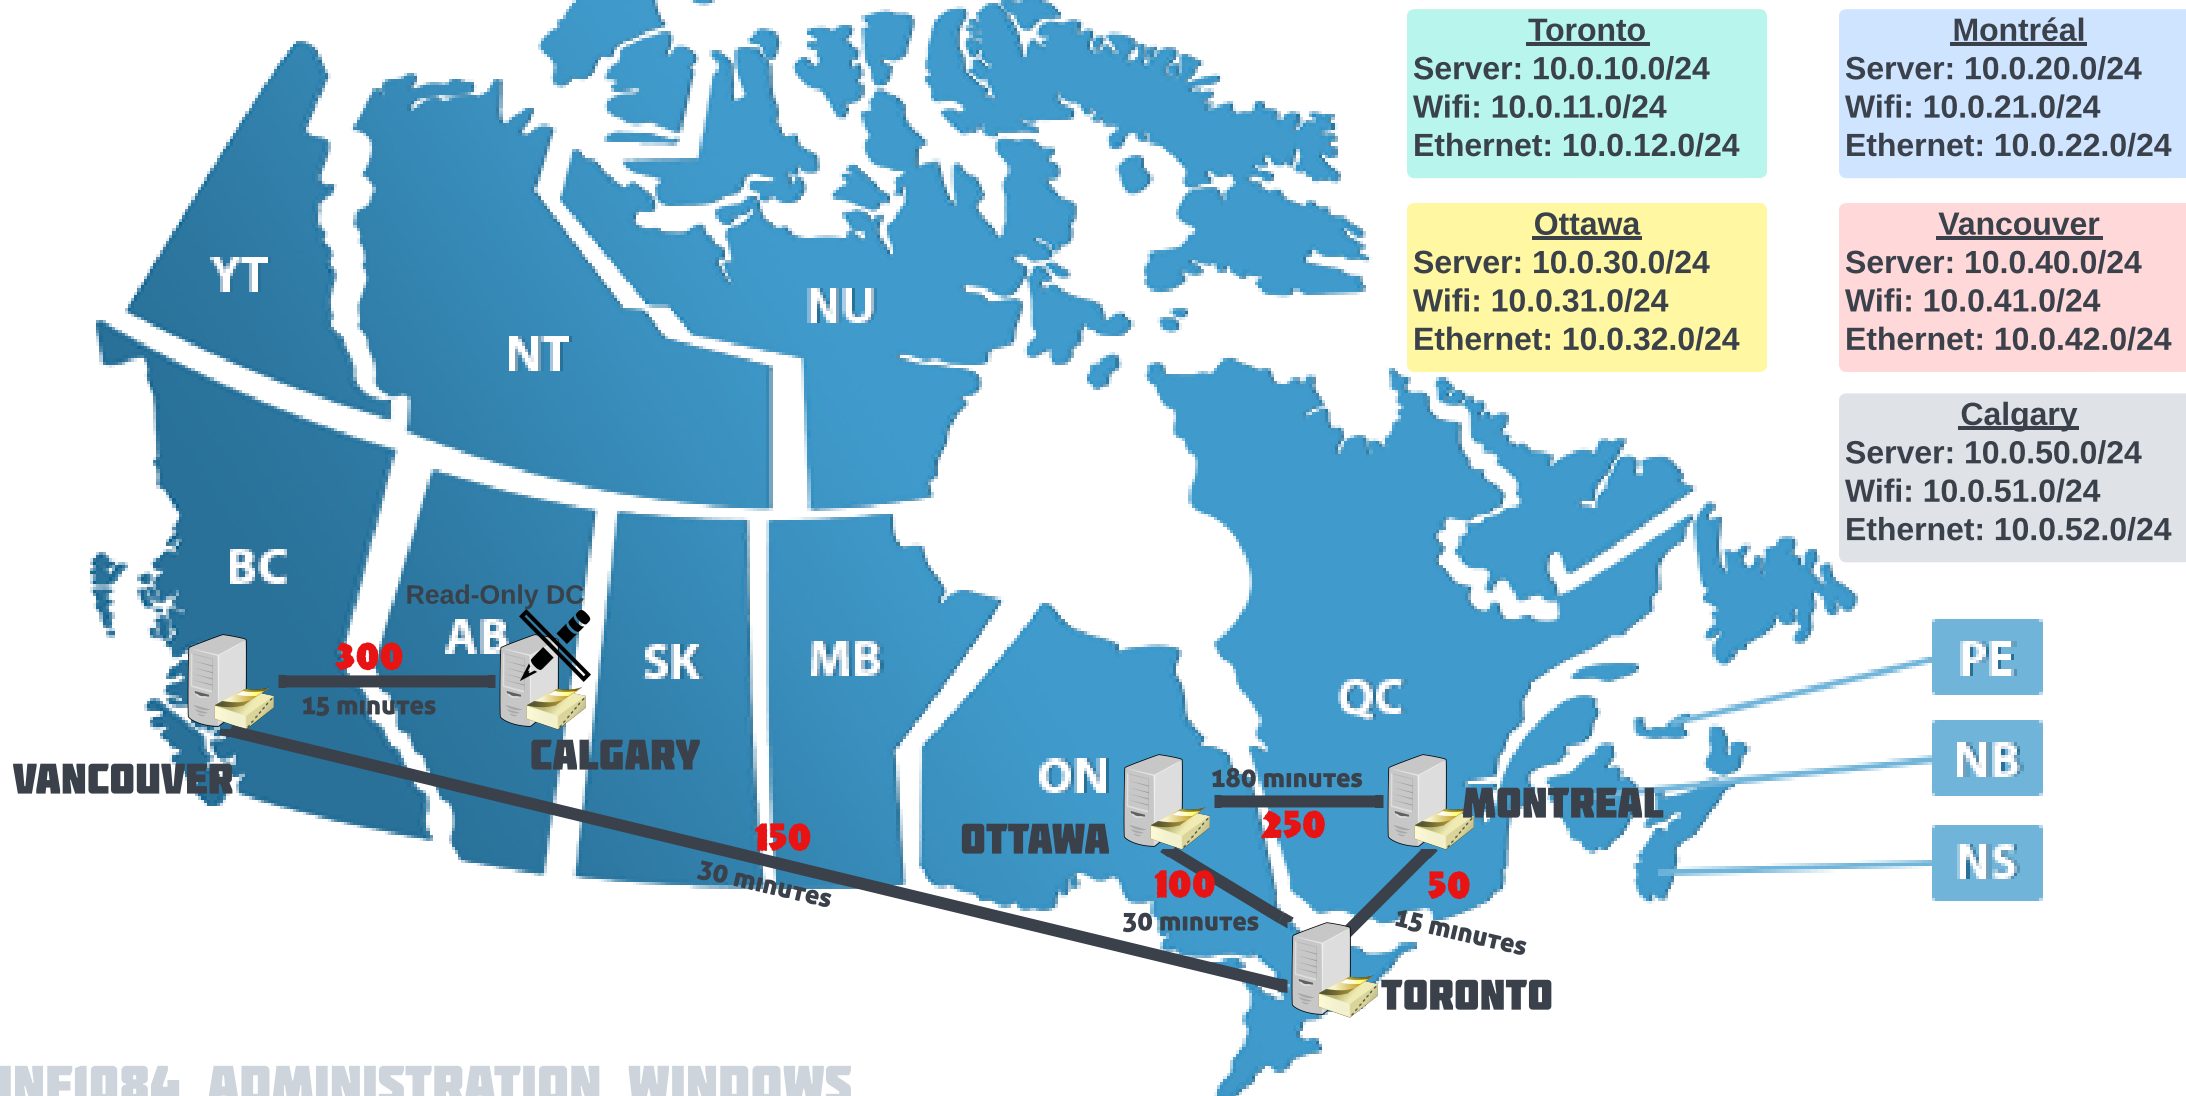 Toronto
Server: 10.0.10.0/24
Wifi: 10.0.11.0/24
Ethernet: 10.0.12.0/24
Montréal
Server: 10.0.20.0/24
Wifi: 10.0.21.0/24
Ethernet: 10.0.22.0/24
Ottawa
Server: 10.0.30.0/24
Wifi: 10.0.31.0/24
Ethernet: 10.0.32.0/24
Vancouver
Server: 10.0.40.0/24
Wifi: 10.0.41.0/24
Ethernet: 10.0.42.0/24
Calgary
Server: 10.0.50.0/24
Wifi: 10.0.51.0/24
Ethernet: 10.0.52.0/24
YT
NT
NU
BC
Read-Only DC
AB
SK
MB
QC
ON
PE
NB
NS
300
15 minutes
VANCOUVER
CALGARY
150
30 minutes
OTTAWA
180 minutes
250
MONTREAL
100
30 minutes
50
15 minutes
TORONTO
INF1084 ADMINISTRATION WINDOWS